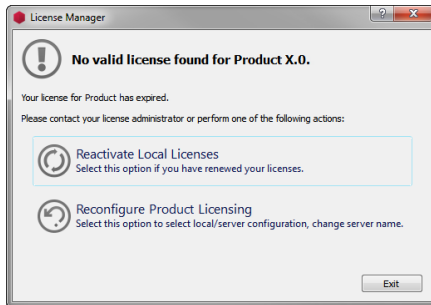 License Manager
No valid license found for Product X.0.
Your license for Product has expired.
Please contact your license administrator or perform one of the following actions:
Reactivate Local Licenses
Select this option if you have renewed your licenses.
Reconfigure Product Licensing
Select this option to select local/server configuration, change server name.
Exit